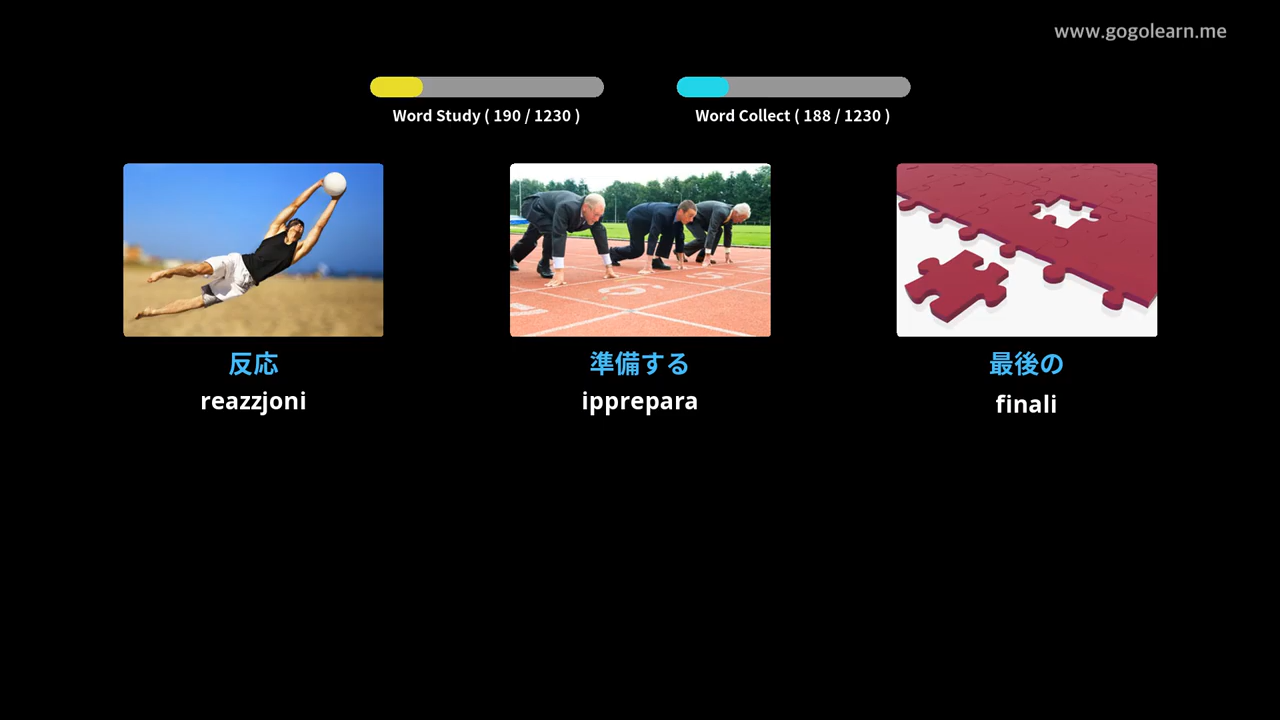 www.gogolearn.me
Word Study ( 190 / 1230 )
Word Collect ( 188 / 1230 )
反応
準備する
最後の
reazzjoni
ipprepara
finali